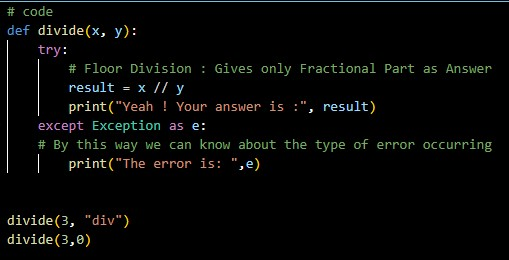 # code
def divide(x, y):
    try:
        # Floor Division : Gives only Fractional Part as Answer
        result = x // y
        print("Yeah ! Your answer is :", result)
    except Exception as e:
    # By this way we can know about the type of error occurring
        print("The error is: ",e)
divide(3, "div")
divide(3,0)